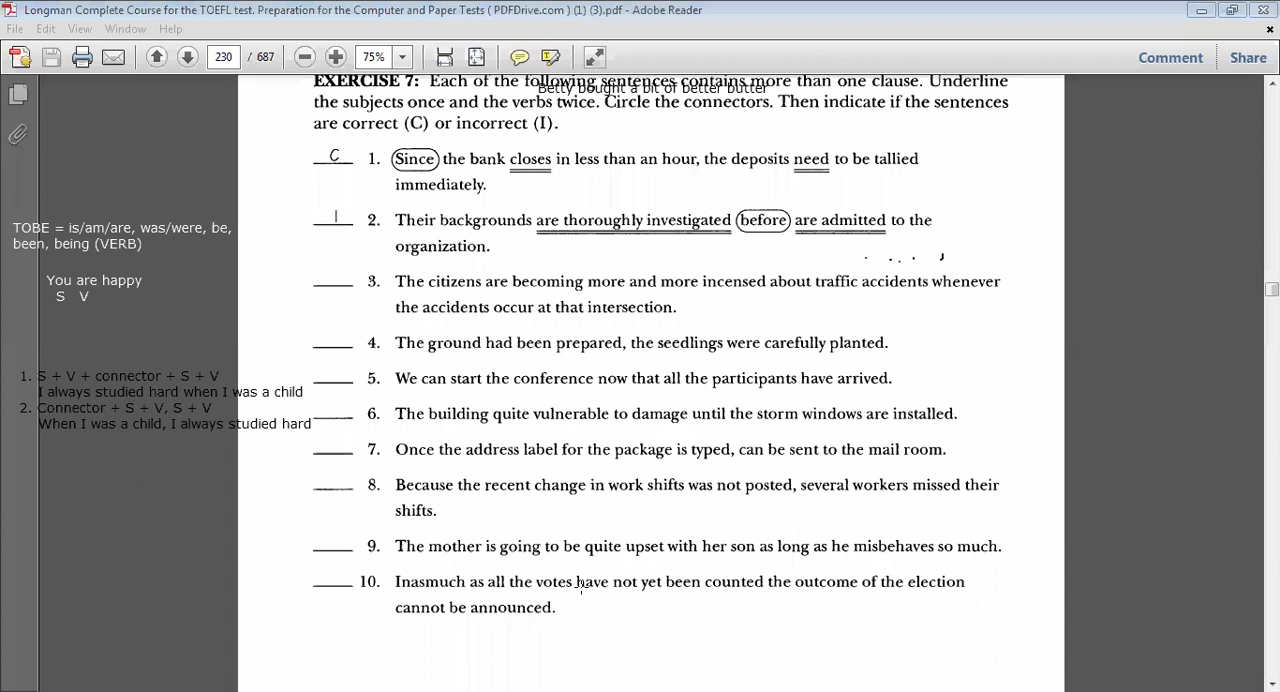 Longman Complete Course for the TOEFL test. Preparation for the Computer and Paper Tests ( PDFDrive.com ) (1) (3).pdf - Adobe Reader
File Edit View Window Help
230 / 687 75% Comment Share
EXERCISE 7: Each of the following sentences contains more than one clause. Underline
Betty bought a bit of better butter
the subjects once and the verbs twice. Circle the connectors. Then indicate if the sentences
are correct (C) or incorrect (I).
C 1. Since the bank closes in less than an hour, the deposits need to be tallied
immediately.
I 2. Their backgrounds are thoroughly investigated before are admitted to the
organization.
TOBE = is/am/are, was/were, be,
been, being (VERB)
You are happy
S V
3. The citizens are becoming more and more incensed about traffic accidents whenever
the accidents occur at that intersection.
4. The ground had been prepared, the seedlings were carefully planted.
1. S + V + connector + S + V
I always studied hard when I was a child
2. Connector + S + V, S + V
When I was a child, I always studied hard
5. We can start the conference now that all the participants have arrived.
6. The building quite vulnerable to damage until the storm windows are installed.
7. Once the address label for the package is typed, can be sent to the mail room.
8. Because the recent change in work shifts was not posted, several workers missed their
shifts.
9. The mother is going to be quite upset with her son as long as he misbehaves so much.
10. Inasmuch as all the votes have not yet been counted the outcome of the election
cannot be announced.